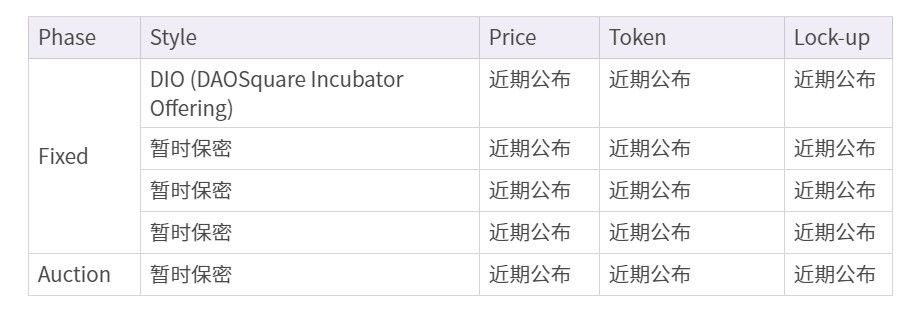 Phase Style Price Token Lock-up
DIO (DAOSquare Incubator 近期公布 近期公布 近期公布
Offering)
Fixed
暂时保密 近期公布 近期公布 近期公布
暂时保密 近期公布 近期公布 近期公布
暂时保密 近期公布 近期公布 近期公布
Auction 暂时保密 近期公布 近期公布 近期公布